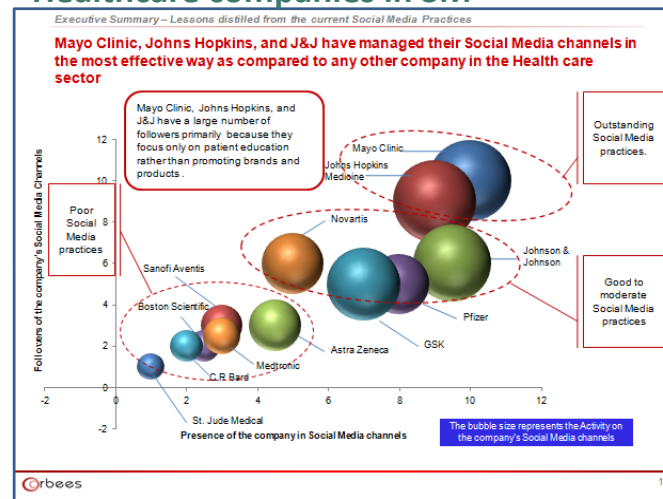 Healthcare companies in SM
Executive Summary – Lessons distilled from the current Social Media Practices
Mayo Clinic, Johns Hopkins, and J&J have managed their Social Media channels in
the most effective way as compared to any other company in the Health care
sector
Mayo Clinic, Johns Hopkins, and
J&J have a large number of
followers primarily because they
focus only on patient education
rather than promoting brands and
products.
Outstanding
Social Media
practices.
Poor
Social
Media
practices
Good to
moderate
Social Media
practices
Followers of the company's Social Media Channels
12
10
8
6
4
2
0
-2
-2
0
2
4
6
8
10
12
Mayo Clinic
Johns Hopkins
Medicine
Novartis
Johnson &
Johnson
Sanofi Aventis
Boston Scientific
Pfizer
GSK
Astra Zeneca
Medtronic
C.R Bard
St. Jude Medical
Presence of the company in Social Media channels
The bubble size represents the Activity on
the company's Social Media channels
Orbees
1